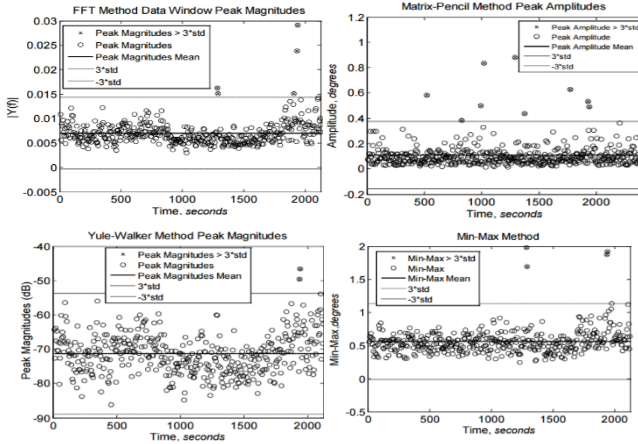 FFT Method Data Window Peak Magnitudes
0.03
0.025
0.02
0.015
0.01
0.005
0
-0.005
|Y(f)|
Peak Magnitudes > 3*std
Peak Magnitudes
Peak Magnitudes Mean
3*std
-3*std
0 500 1000 1500 2000
Time, seconds
Matrix-Pencil Method Peak Amplitudes
1.2
1
0.8
0.6
0.4
0.2
0
-0.2
Amplitude, degrees
Peak Amplitude > 3*std
Peak Amplitude
Peak Amplitude Mean
3*std
-3*std
0 500 1000 1500 2000
Time, seconds
Yule-Walker Method Peak Magnitudes
-40
-50
-60
-70
-80
-90
Peak Magnitudes (dB)
Peak Magnitudes > 3*std
Peak Magnitudes
Peak Magnitudes Mean
3*std
-3*std
0 500 1000 1500 2000
Time, seconds
Min-Max Method
2
1.5
1
0.5
0
-0.5
Min-Max, degrees
Min-Max > 3*std
Min-Max
Min-Max Mean
3*std
-3*std
0 500 1000 1500 2000
Time, seconds